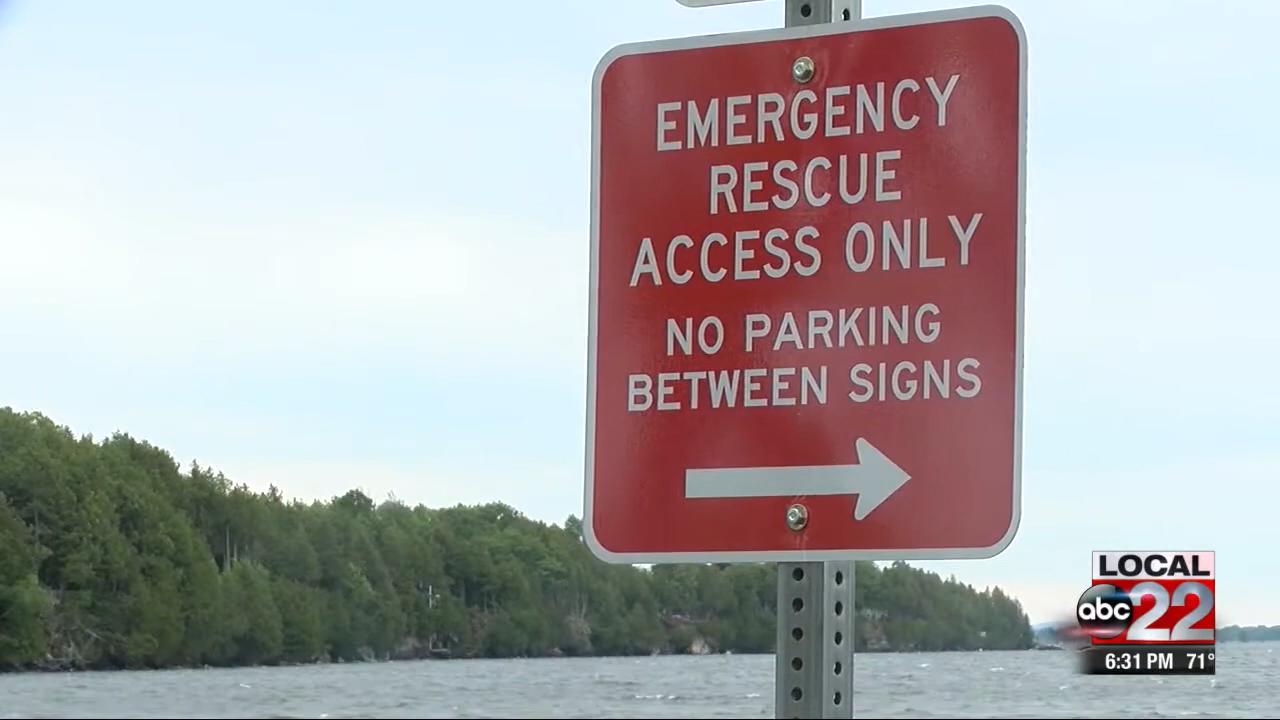 EMERGENCY
RESCUE
ACCESS ONLY
NO PARKING
BETWEEN SIGNS
LOCAL
abc 22
6:31 PM 71°